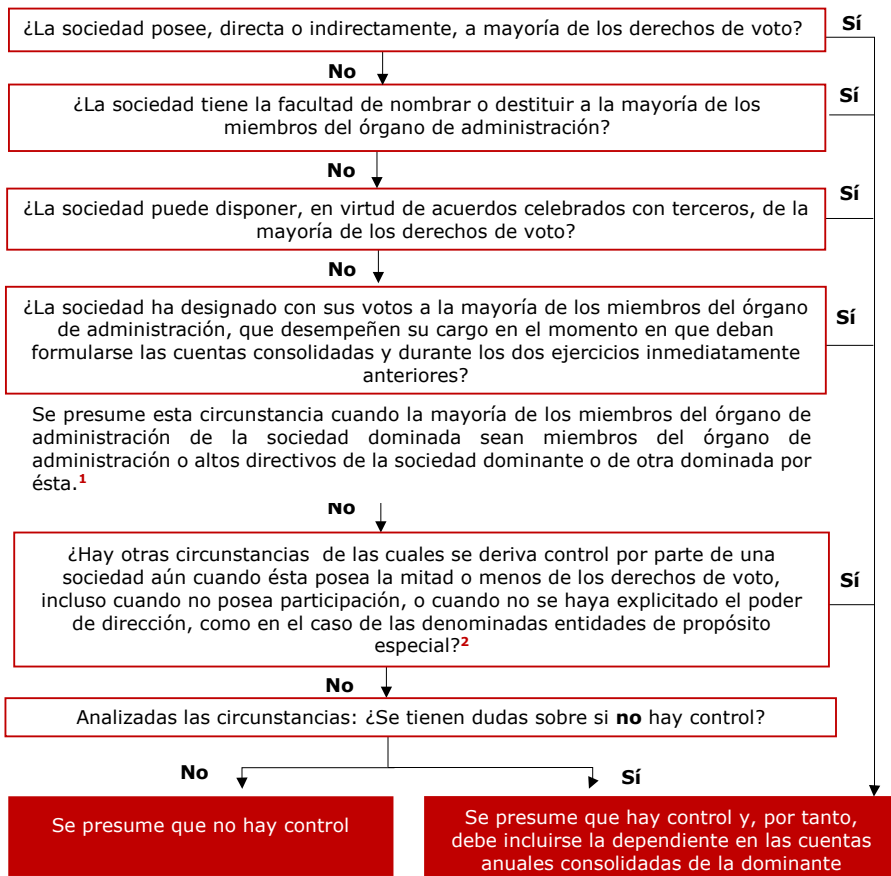 ¿La sociedad posee, directa o indirectamente, a mayoría de los derechos de voto?
Sí
No
¿La sociedad tiene la facultad de nombrar o destituir a la mayoría de los
miembros del órgano de administración?
Sí
No
¿La sociedad puede disponer, en virtud de acuerdos celebrados con terceros, de la
mayoría de los derechos de voto?
Sí
No
¿La sociedad ha designado con sus votos a la mayoría de los miembros del órgano
de administración, que desempeñen su cargo en el momento en que deban
formularse las cuentas consolidadas y durante los dos ejercicios inmediatamente
anteriores?
Sí
Se presume esta circunstancia cuando la mayoría de los miembros del órgano de
administración de la sociedad dominada sean miembros del órgano de
administración o altos directivos de la sociedad dominante o de otra dominada por
ésta.1
No
¿Hay otras circunstancias de las cuales se deriva control por parte de una
sociedad aún cuando ésta posea la mitad o menos de los derechos de voto,
incluso cuando no posea participación, o cuando no se haya explicitado el poder
de dirección, como en el caso de las denominadas entidades de propósito
especial?2
Sí
No
Analizadas las circunstancias: ¿Se tienen dudas sobre si no hay control?
No
Sí
Se presume que no hay control
Se presume que hay control y, por tanto,
debe incluirse la dependiente en las cuentas
anuales consolidadas de la dominante